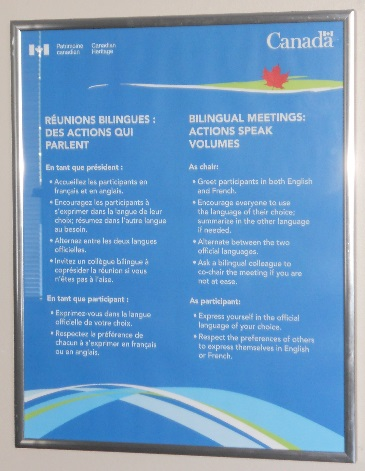 Patrimoine canadien
Canadian Heritage
Canada
RÉUNIONS BILINGUES :
DES ACTIONS QUI
PARLENT
En tant que président :
• Accueillez les participants en
français et en anglais.
• Encouragez les participants à
s'exprimer dans la langue de leur
choix; résumez dans l'autre langue
au besoin.
• Alternez entre les deux langues
officielles.
• Invitez un collègue bilingue à
coprésider la réunion si vous
n'êtes pas à l'aise.
En tant que participant :
• Exprimez-vous dans la langue
officielle de votre choix.
• Respectez la préférence de
chacun à s'exprimer en français
ou en anglais.
BILINGUAL MEETINGS:
ACTIONS SPEAK
VOLUMES
As chair:
• Greet participants in both English
and French.
• Encourage everyone to use
the language of their choice;
summarize in the other language
if needed.
• Alternate between the two
official languages.
• Ask a bilingual colleague to
co-chair the meeting if you are
not at ease.
As participant:
• Express yourself in the official
language of your choice.
• Respect the preferences of others
to express themselves in English
or French.